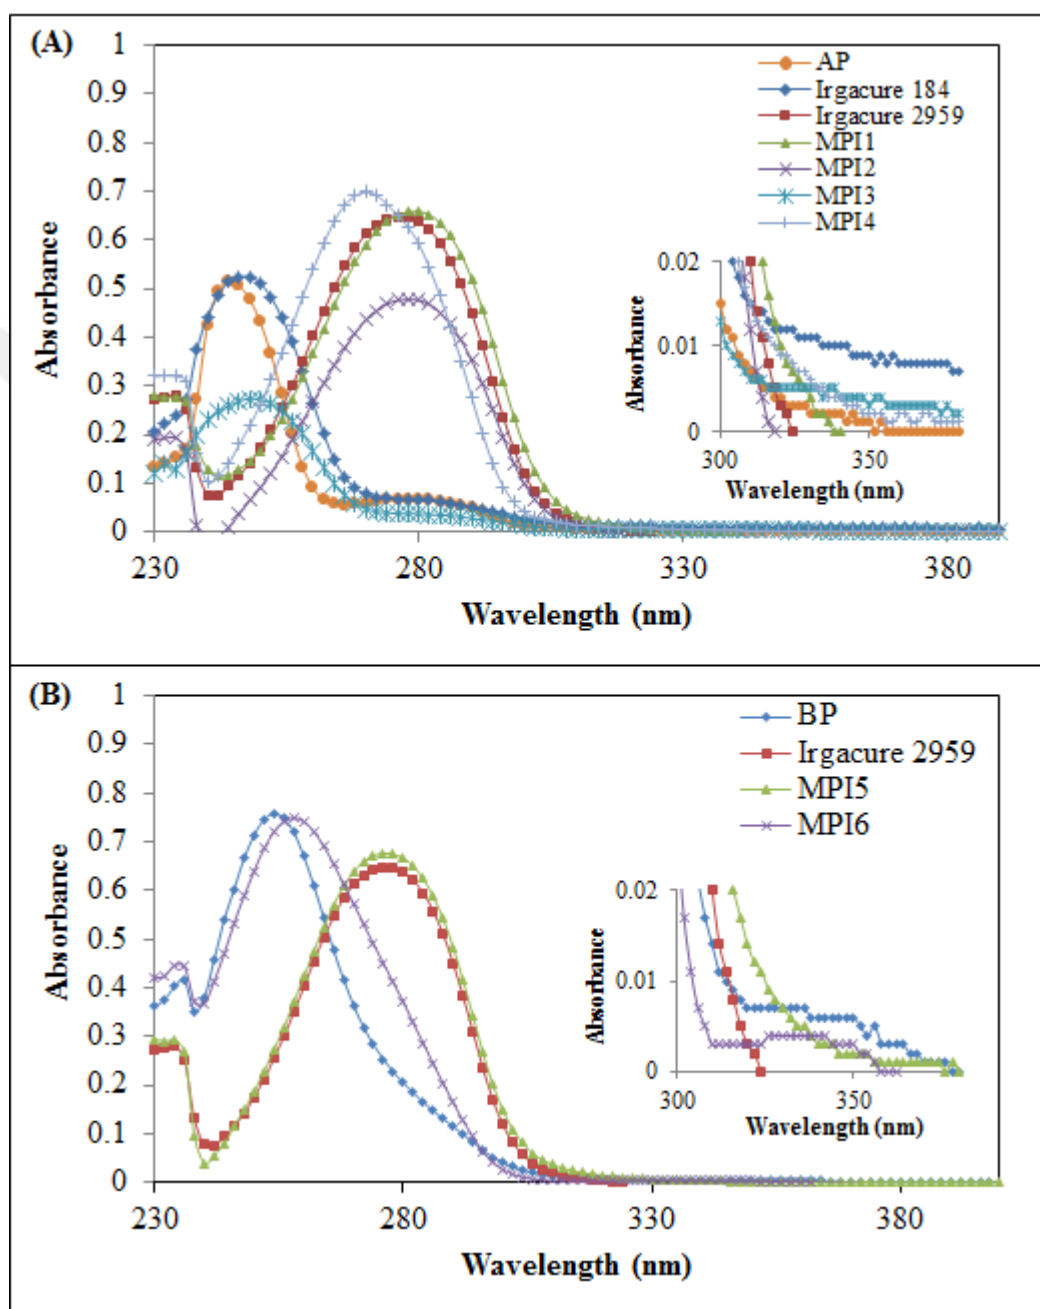 (A)
1
0.9
0.8
0.7
0.6
0.5
0.4
0.3
0.2
0.1
0
Absorbance
230
280
330
380
Wavelength (nm)
AP
Irgacure 184
Irgacure 2959
MPI1
MPI2
MPI3
MPI4
0.02
0.01
0
Absorbance
300
350
Wavelength (nm)
(B)
1
0.9
0.8
0.7
0.6
0.5
0.4
0.3
0.2
0.1
0
Absorbance
230
280
330
380
Wavelength (nm)
BP
Irgacure 2959
MPI5
MPI6
0.02
0.01
0
Absorbance
300
350
Wavelength (nm)